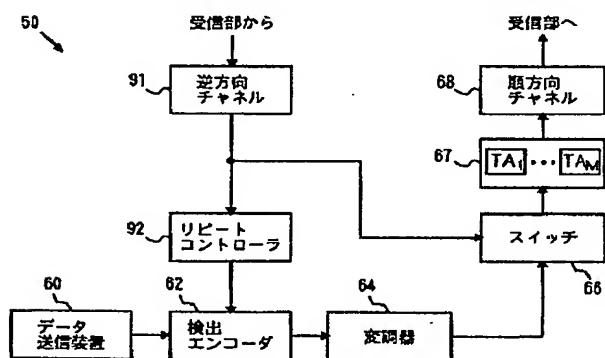 50
受信部から
受信部へ
91
逆方向
チャネル
68
順方向
チャネル
67
TA1 ... TAM
92
リピート
コントローラ
スイッチ
66
60
データ
送信装置
62
検出
エンコーダ
64
変調器